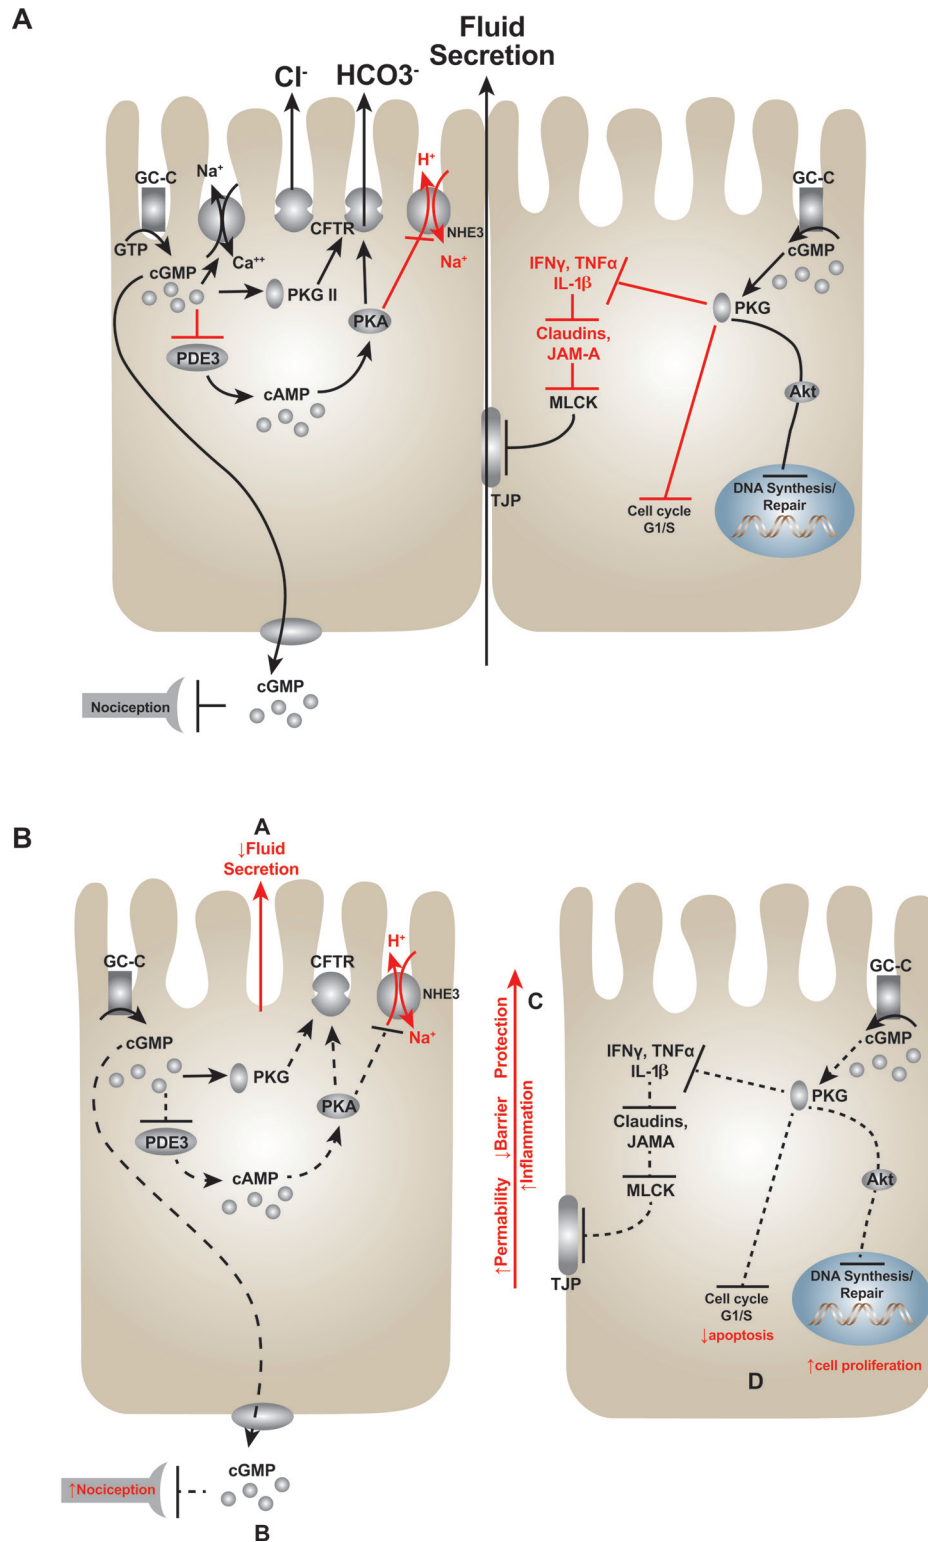 A
Fluid
Secretion
Cl-
HCO3-
GC-C
Na+
H+
GC-C
GTP
CFTR
NHE3
cGMP
Ca++
Na+
cGMP
PKG II
IFNγ, TNFα
IL-1β
PKG
PKA
PDE3
Claudins,
JAM-A
cAMP
MLCK
Akt
TJP
DNA Synthesis/
Repair
Cell cycle
G1/S
cGMP
Nociception
B
A
↓Fluid
Secretion
H+
GC-C
CFTR
NHE3
Na+
cGMP
PKG
PKA
PDE3
cAMP
cGMP
↑Nociception
B
C
↑Permability ↓Barrier Protection
↑Inflammation
GC-C
cGMP
IFNγ, TNFα
IL-1β
PKG
Claudins,
JAMA
MLCK
Akt
TJP
DNA Synthesis/
Repair
Cell cycle
G1/S
↓apoptosis
↑cell proliferation
D